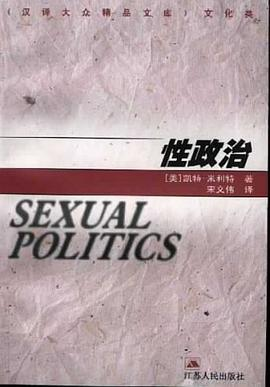 （汉译大众精品文库）文化类
性政治
[美]凯特·米利特 著
宋文伟 译
SEXUAL
POLITICS
江苏人民出版社